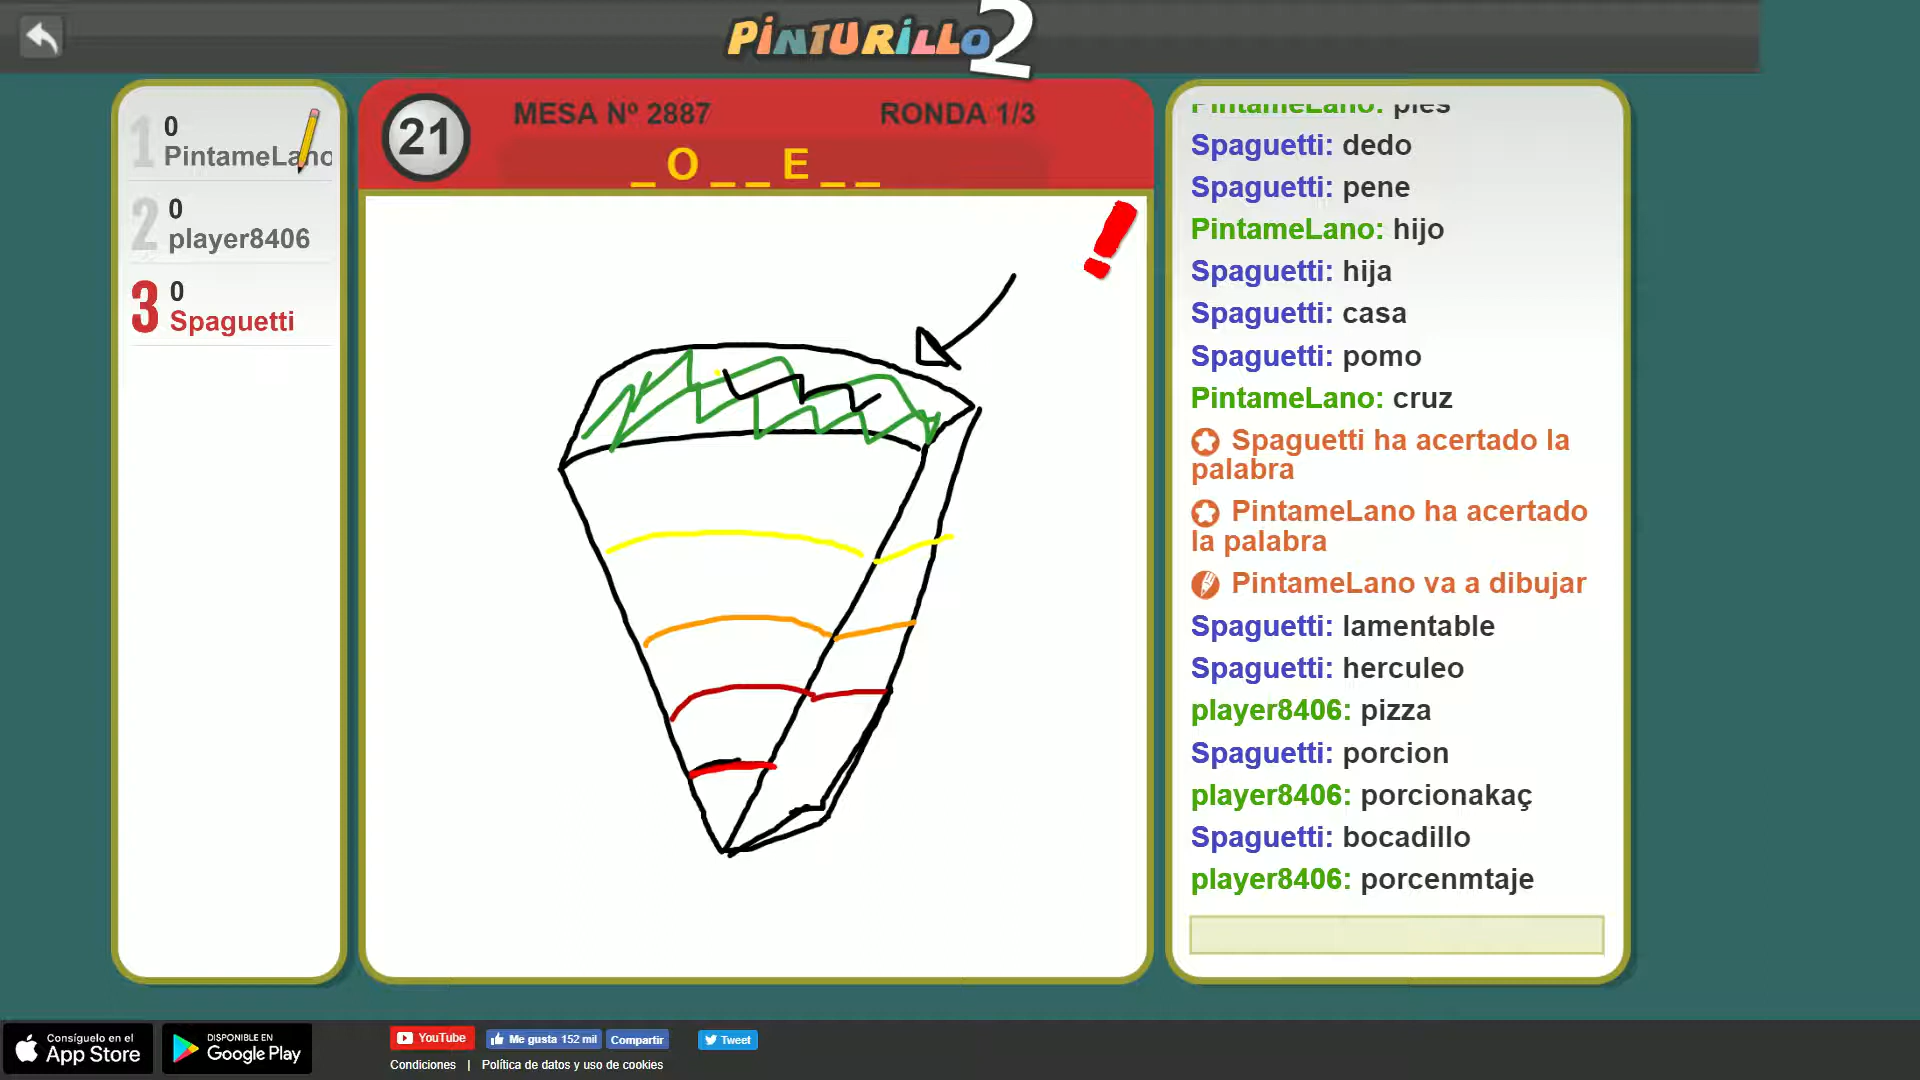 PiNTURiLLo2
1 0
PintameLano
2 0
player8406
3 0
Spaguetti
21
MESA Nº 2887
RONDA 1/3
_ O _ _ E _ _
PintameLano: pies
Spaguetti: dedo
Spaguetti: pene
PintameLano: hijo
Spaguetti: hija
Spaguetti: casa
Spaguetti: pomo
PintameLano: cruz
Spaguetti ha acertado la
palabra
PintameLano ha acertado
la palabra
PintameLano va a dibujar
Spaguetti: lamentable
Spaguetti: herculeo
player8406: pizza
Spaguetti: porcion
player8406: porcionakaç
Spaguetti: bocadillo
player8406: porcenmtaje
Consíguelo en el
App Store
DISPONIBLE EN
Google Play
YouTube
Me gusta 152 mil
Compartir
Tweet
Condiciones | Política de datos y uso de cookies